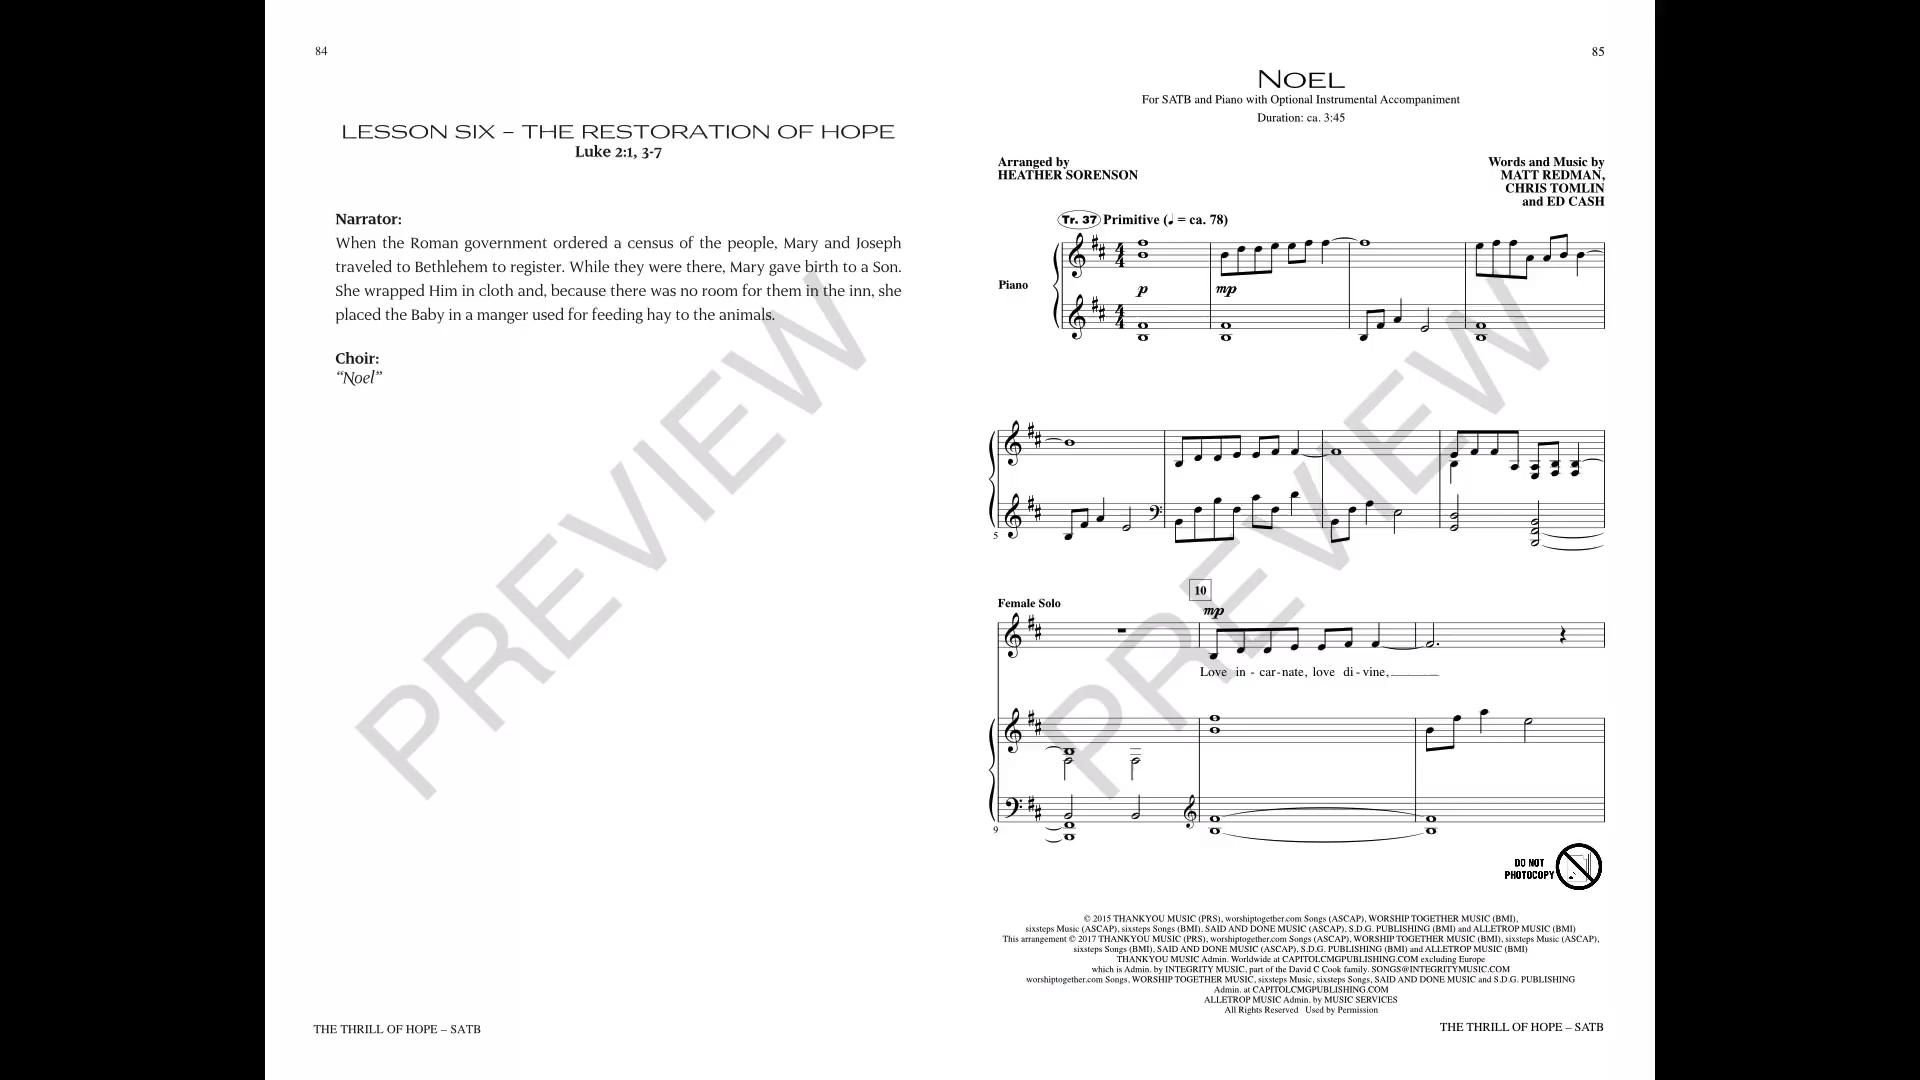 84
LESSON SIX – THE RESTORATION OF HOPE
Luke 2:1, 3-7
Narrator:
When the Roman government ordered a census of the people, Mary and Joseph
traveled to Bethlehem to register. While they were there, Mary gave birth to a Son.
She wrapped Him in cloth and, because there was no room for them in the inn, she
placed the Baby in a manger used for feeding hay to the animals.
Choir:
“Noel”
PREVIEW
THE THRILL OF HOPE – SATB
85
NOEL
For SATB and Piano with Optional Instrumental Accompaniment
Duration: ca. 3:45
Arranged by
HEATHER SORENSON
Words and Music by
MATT REDMAN,
CHRIS TOMLIN
and ED CASH
Tr. 37 Primitive (♩ = ca. 78)
Piano
p mp
5
10
Female Solo
mp
Love in - car - nate, love di - vine,
9
PREVIEW
DO NOT
PHOTOCOPY
© 2015 THANKYOU MUSIC (PRS), worshiptogether.com Songs (ASCAP), WORSHIP TOGETHER MUSIC (BMI),
sixsteps Music (ASCAP), sixsteps Songs (BMI), SAID AND DONE MUSIC (ASCAP), S.D.G. PUBLISHING (BMI) and ALLETROP MUSIC (BMI)
This arrangement © 2017 THANKYOU MUSIC (PRS), worshiptogether.com Songs (ASCAP), WORSHIP TOGETHER MUSIC (BMI), sixsteps Music (ASCAP),
sixsteps Songs (BMI), SAID AND DONE MUSIC (ASCAP), S.D.G. PUBLISHING (BMI) and ALLETROP MUSIC (BMI)
THANKYOU MUSIC Admin. Worldwide at CAPITOLCMGPUBLISHING.COM excluding Europe
which is Admin. by INTEGRITY MUSIC, part of the David C Cook family. SONGS@INTEGRITYMUSIC.COM
worshiptogether.com Songs, WORSHIP TOGETHER MUSIC, sixsteps Music, sixsteps Songs, SAID AND DONE MUSIC and S.D.G. PUBLISHING
Admin. at CAPITOLCMGPUBLISHING.COM
ALLETROP MUSIC Admin. by MUSIC SERVICES
All Rights Reserved Used by Permission
THE THRILL OF HOPE – SATB